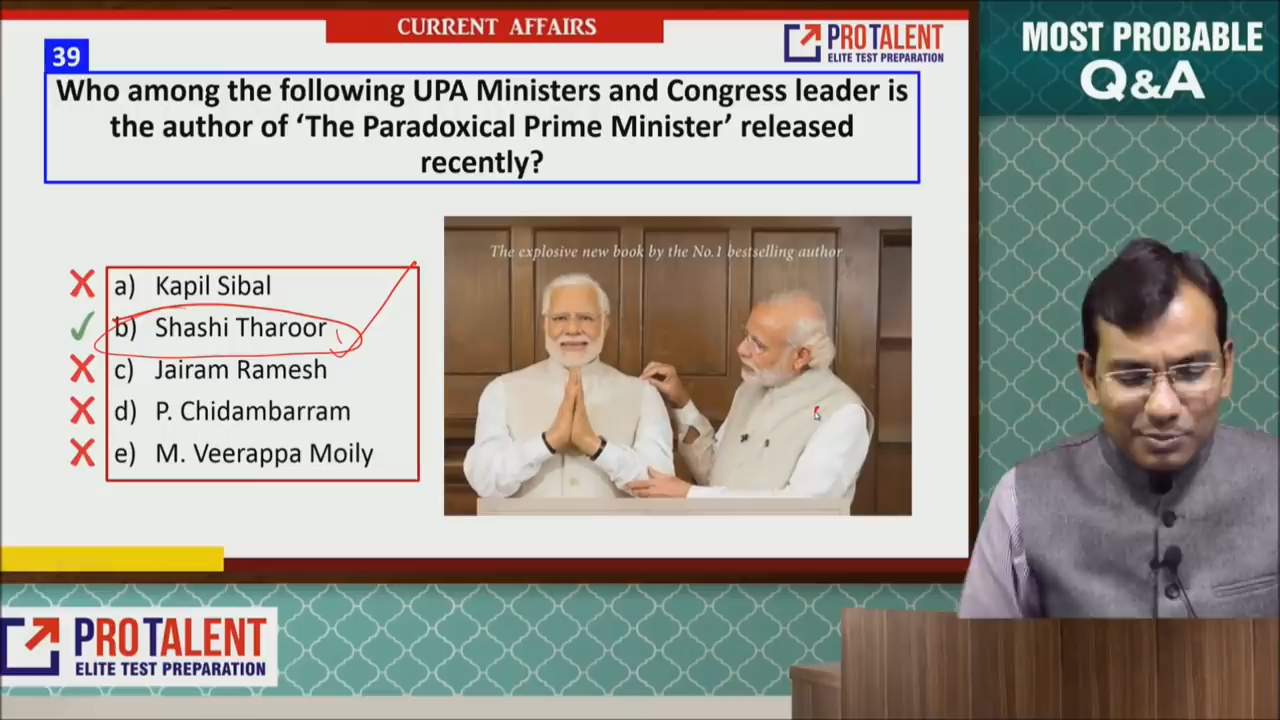 CURRENT AFFAIRS
PROTALENT
ELITE TEST PREPARATION
MOST PROBABLE
Q&A
39
Who among the following UPA Ministers and Congress leader is
the author of ‘The Paradoxical Prime Minister’ released
recently?
The explosive new book by the No.1 bestselling author
a) Kapil Sibal
b) Shashi Tharoor
c) Jairam Ramesh
d) P. Chidambarram
e) M. Veerappa Moily
PROTALENT
ELITE TEST PREPARATION